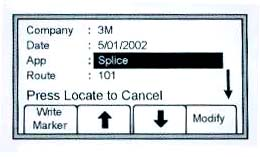 Company : 3M
Date : 5/01/2002
App : Splice
Route : 101
Press Locate to Cancel
Write Marker
Modify